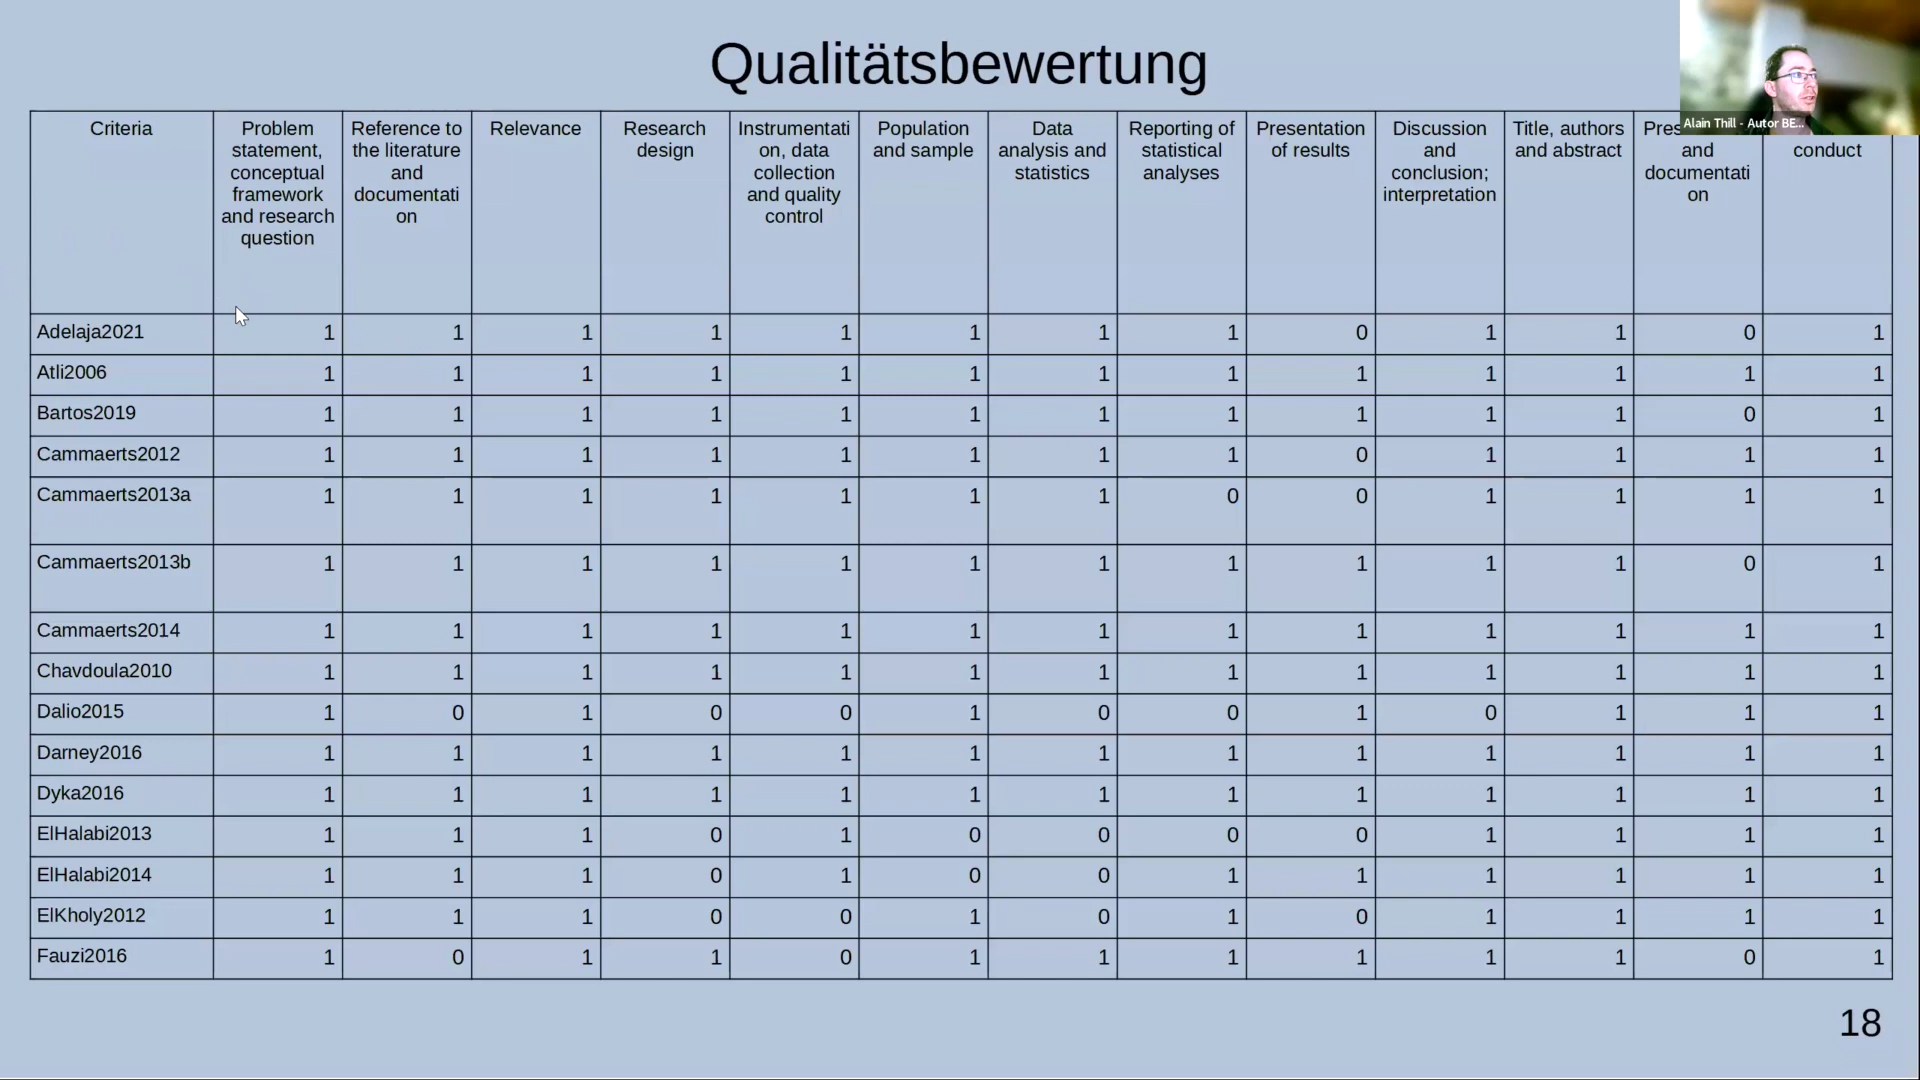 Qualitätsbewertung
Alain Thill - Autor BE...
Criteria
Problem
statement,
conceptual
framework
and research
question
Reference to
the literature
and
documentati
on
Relevance
Research
design
Instrumentati
on, data
collection
and quality
control
Population
and sample
Data
analysis and
statistics
Reporting of
statistical
analyses
Presentation
of results
Discussion
and
conclusion;
interpretation
Title, authors
and abstract
and
documentati
on
conduct
Adelaja2021 1 1 1 1 1 1 1 1 0 1 1 0 1
Atli2006 1 1 1 1 1 1 1 1 1 1 1 1 1
Bartos2019 1 1 1 1 1 1 1 1 1 1 1 0 1
Cammaerts2012 1 1 1 1 1 1 1 1 0 1 1 1 1
Cammaerts2013a 1 1 1 1 1 1 1 0 0 1 1 1 1
Cammaerts2013b 1 1 1 1 1 1 1 1 1 1 1 0 1
Cammaerts2014 1 1 1 1 1 1 1 1 1 1 1 1 1
Chavdoula2010 1 1 1 1 1 1 1 1 1 1 1 1 1
Dalio2015 1 0 1 0 0 1 0 0 1 0 1 1 1
Darney2016 1 1 1 1 1 1 1 1 1 1 1 1 1
Dyka2016 1 1 1 1 1 1 1 1 1 1 1 1 1
ElHalabi2013 1 1 1 0 1 0 0 0 0 1 1 1 1
ElHalabi2014 1 1 1 0 1 0 0 1 1 1 1 1 1
ElKholy2012 1 1 1 0 0 1 0 1 0 1 1 1 1
Fauzi2016 1 0 1 1 0 1 1 1 1 1 1 0 1
18